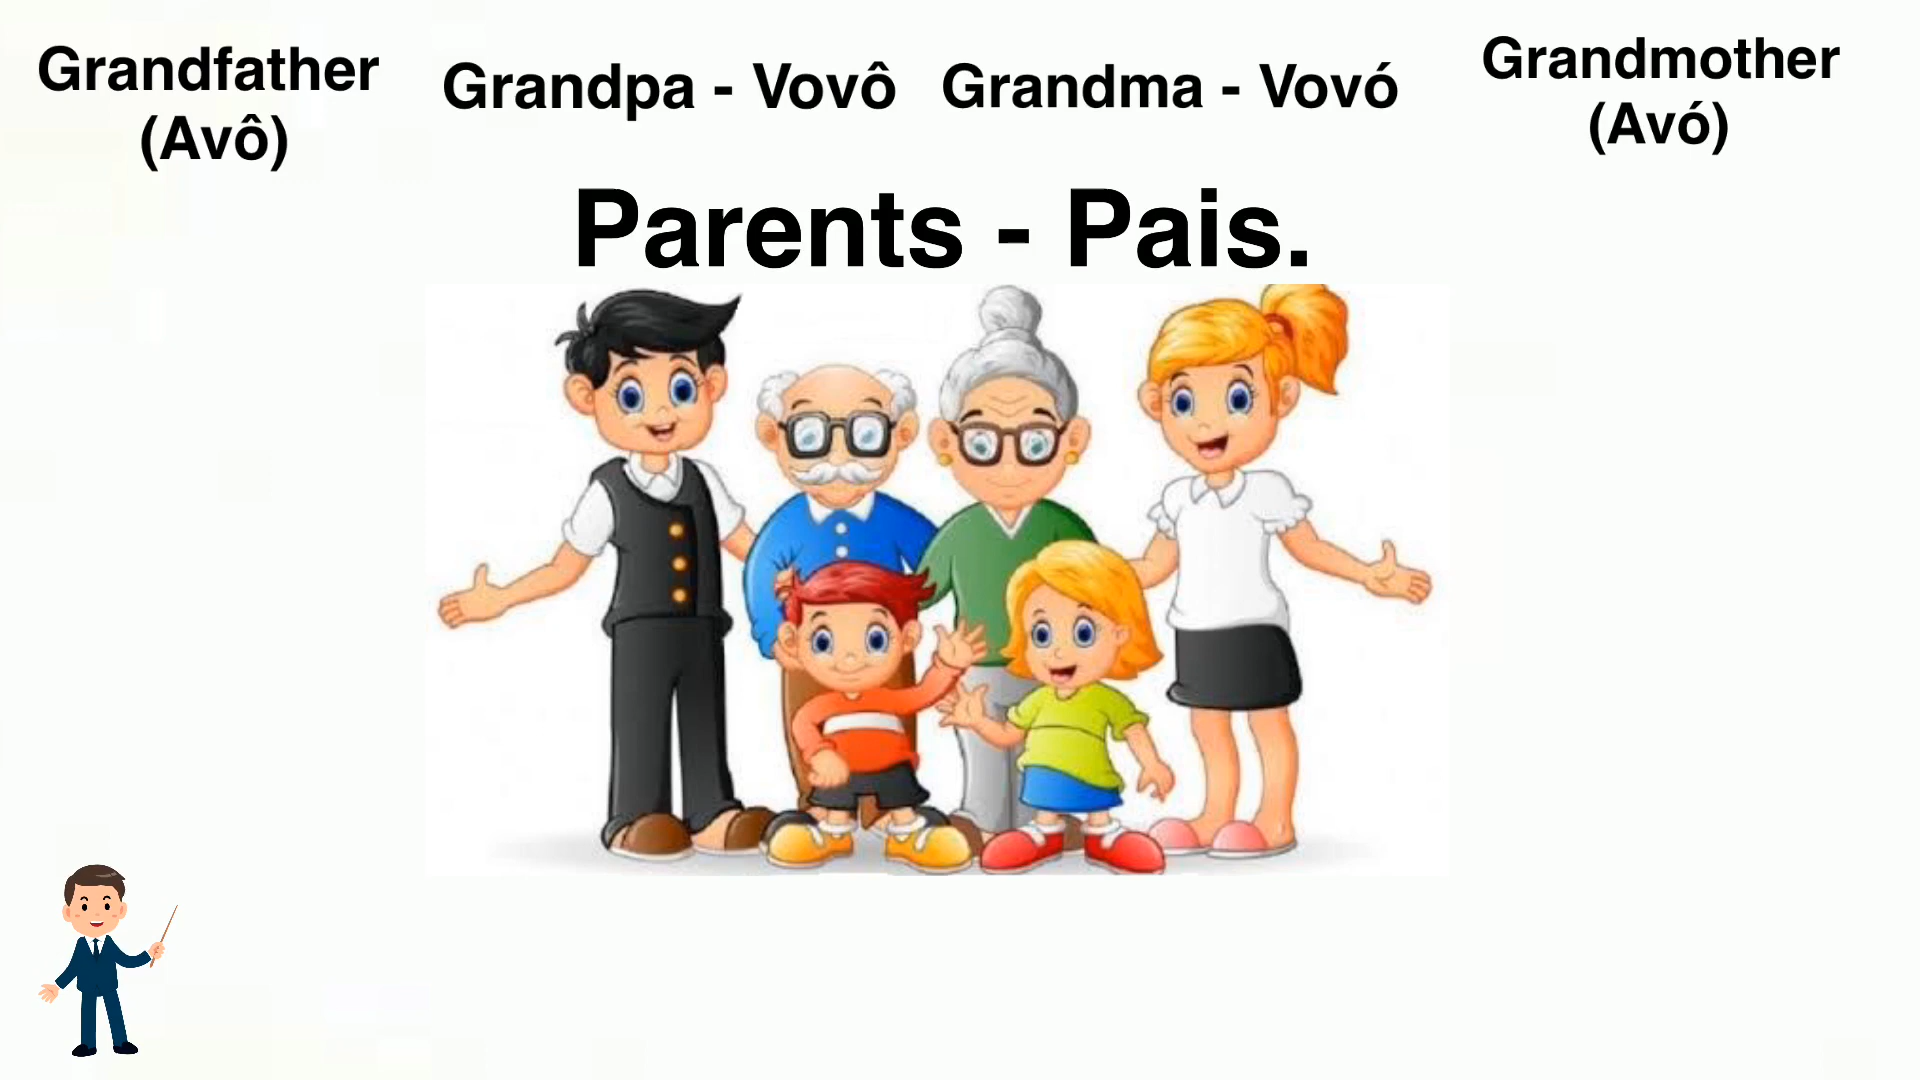 Grandfather
(Avô)
Grandpa - Vovô
Grandma - Vovó
Grandmother
(Avó)
Parents - Pais.